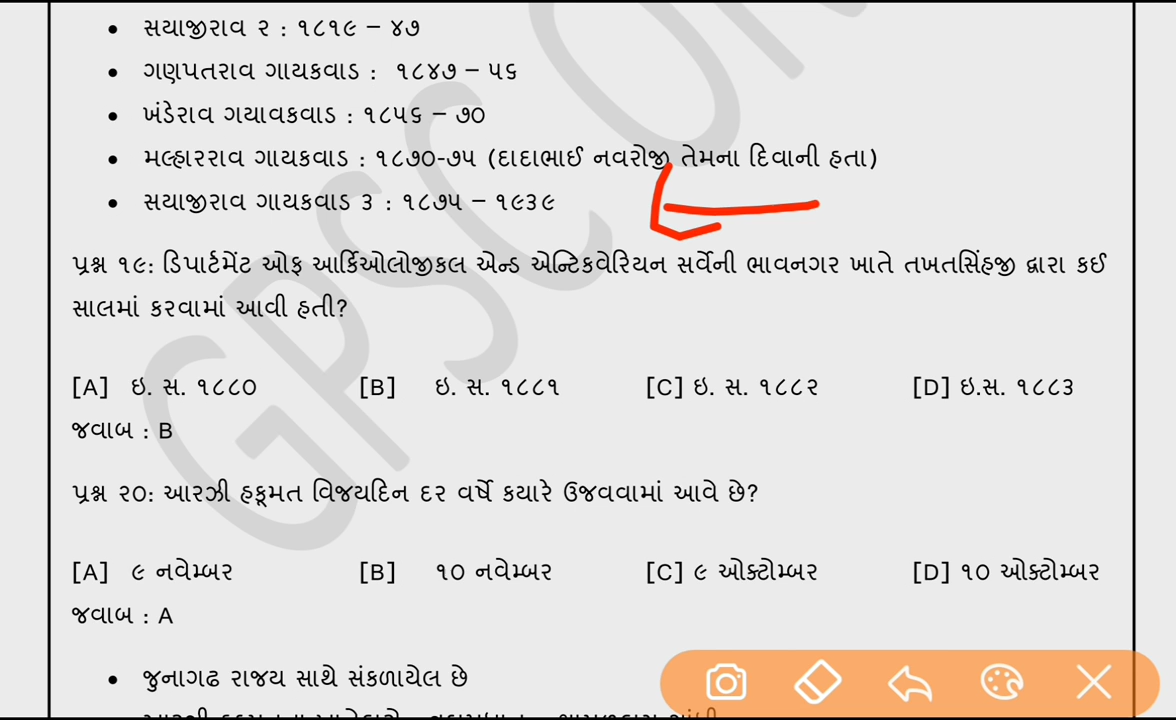 • સયાજીરાવ ૨ : ૧૮૧૯ – ૪૭
• ગણપતરાવ ગાયકવાડ : ૧૮૪૭ – ૫૬
• ખંડેરાવ ગયાવકવાડ : ૧૮૫૬ – ૭૦
• મલ્હારરાવ ગાયકવાડ : ૧૮૭૦-૭૫ (દાદાભાઈ નવરોજી તેમના દિવાની હતા)
• સયાજીરાવ ગાયકવાડ ૩ : ૧૮૭૫ – ૧૯૩૯
પ્રશ્ન ૧૯: ડિપાર્ટમેંટ ઓફ આર્કિઓલોજીકલ એન્ડ એન્ટિકવેરિયન સર્વેની ભાવનગર ખાતે તખતસિંહજી દ્વારા કઈ
સાલમાં કરવામાં આવી હતી?
[A] ઇ. સ. ૧૮૮૦ [B] ઇ. સ. ૧૮૮૧ [C] ઇ. સ. ૧૮૮૨ [D] ઇ.સ. ૧૮૮૩
જવાબ : B
પ્રશ્ન ૨૦: આરઝી હકૂમત વિજયદિન દર વર્ષે કયારે ઉજવવામાં આવે છે?
[A] ૯ નવેમ્બર [B] ૧૦ નવેમ્બર [C] ૯ ઓક્ટોમ્બર [D] ૧૦ ઓક્ટોમ્બર
જવાબ : A
• જુનાગઢ રાજય સાથે સંકળાયેલ છે